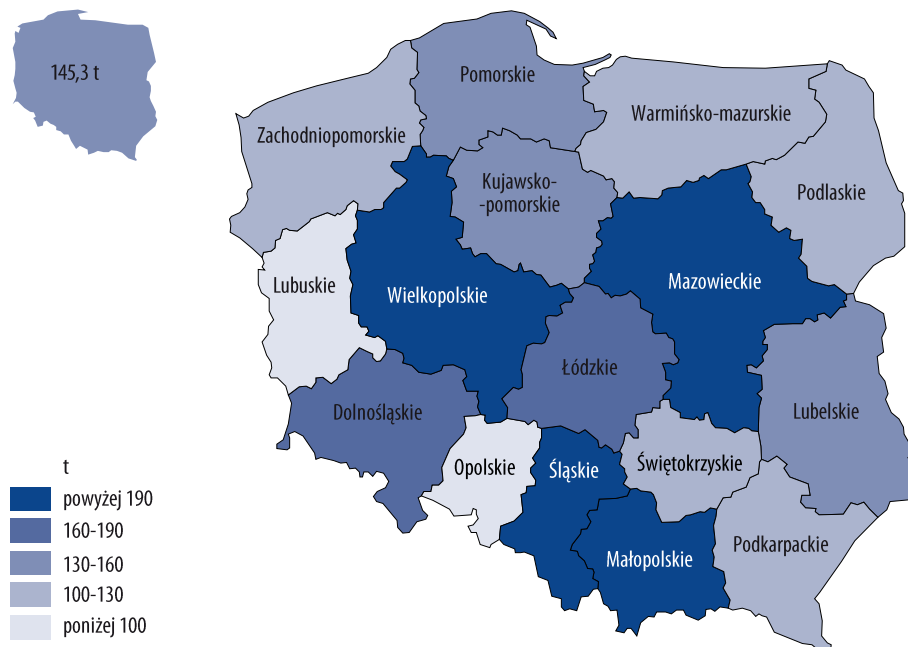 145,3 t
Pomorskie
Warmińsko-mazurskie
Zachodniopomorskie
Kujawsko-
-pomorskie
Podlaskie
Lubuskie
Wielkopolskie
Mazowieckie
Łódzkie
Dolnośląskie
Lubelskie
Opolskie
Śląskie
Świętokrzyskie
Małopolskie
Podkarpackie
t
powyżej 190
160-190
130-160
100-130
poniżej 100